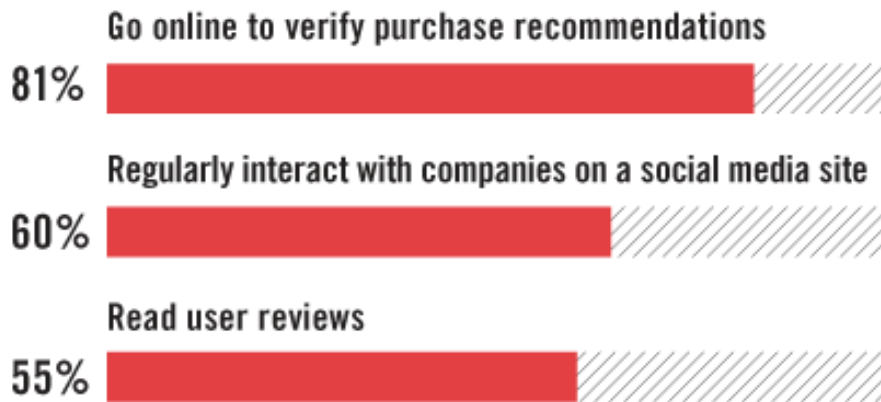 Go online to verify purchase recommendations
81%
Regularly interact with companies on a social media site
60%
Read user reviews
55%